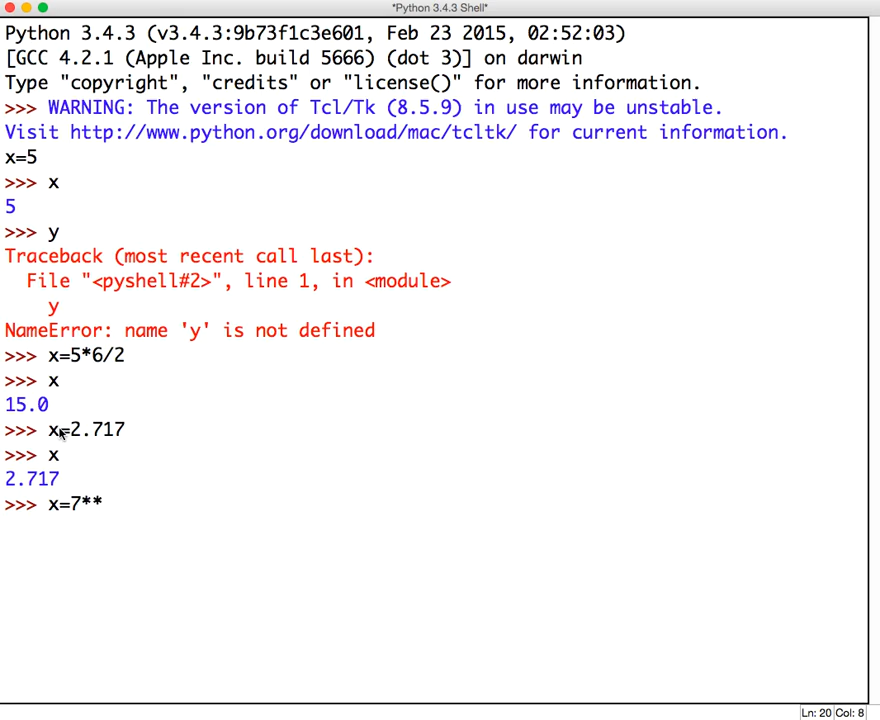 *Python 3.4.3 Shell*
Python 3.4.3 (v3.4.3:9b73f1c3e601, Feb 23 2015, 02:52:03)
[GCC 4.2.1 (Apple Inc. build 5666) (dot 3)] on darwin
Type "copyright", "credits" or "license()" for more information.
>>> WARNING: The version of Tcl/Tk (8.5.9) in use may be unstable.
Visit http://www.python.org/download/mac/tcltk/ for current information.
x=5
>>> x
5
>>> y
Traceback (most recent call last):
  File "<pyshell#2>", line 1, in <module>
    y
NameError: name 'y' is not defined
>>> x=5*6/2
>>> x
15.0
>>> x=2.717
>>> x
2.717
>>> x=7**
Ln: 20 Col: 8